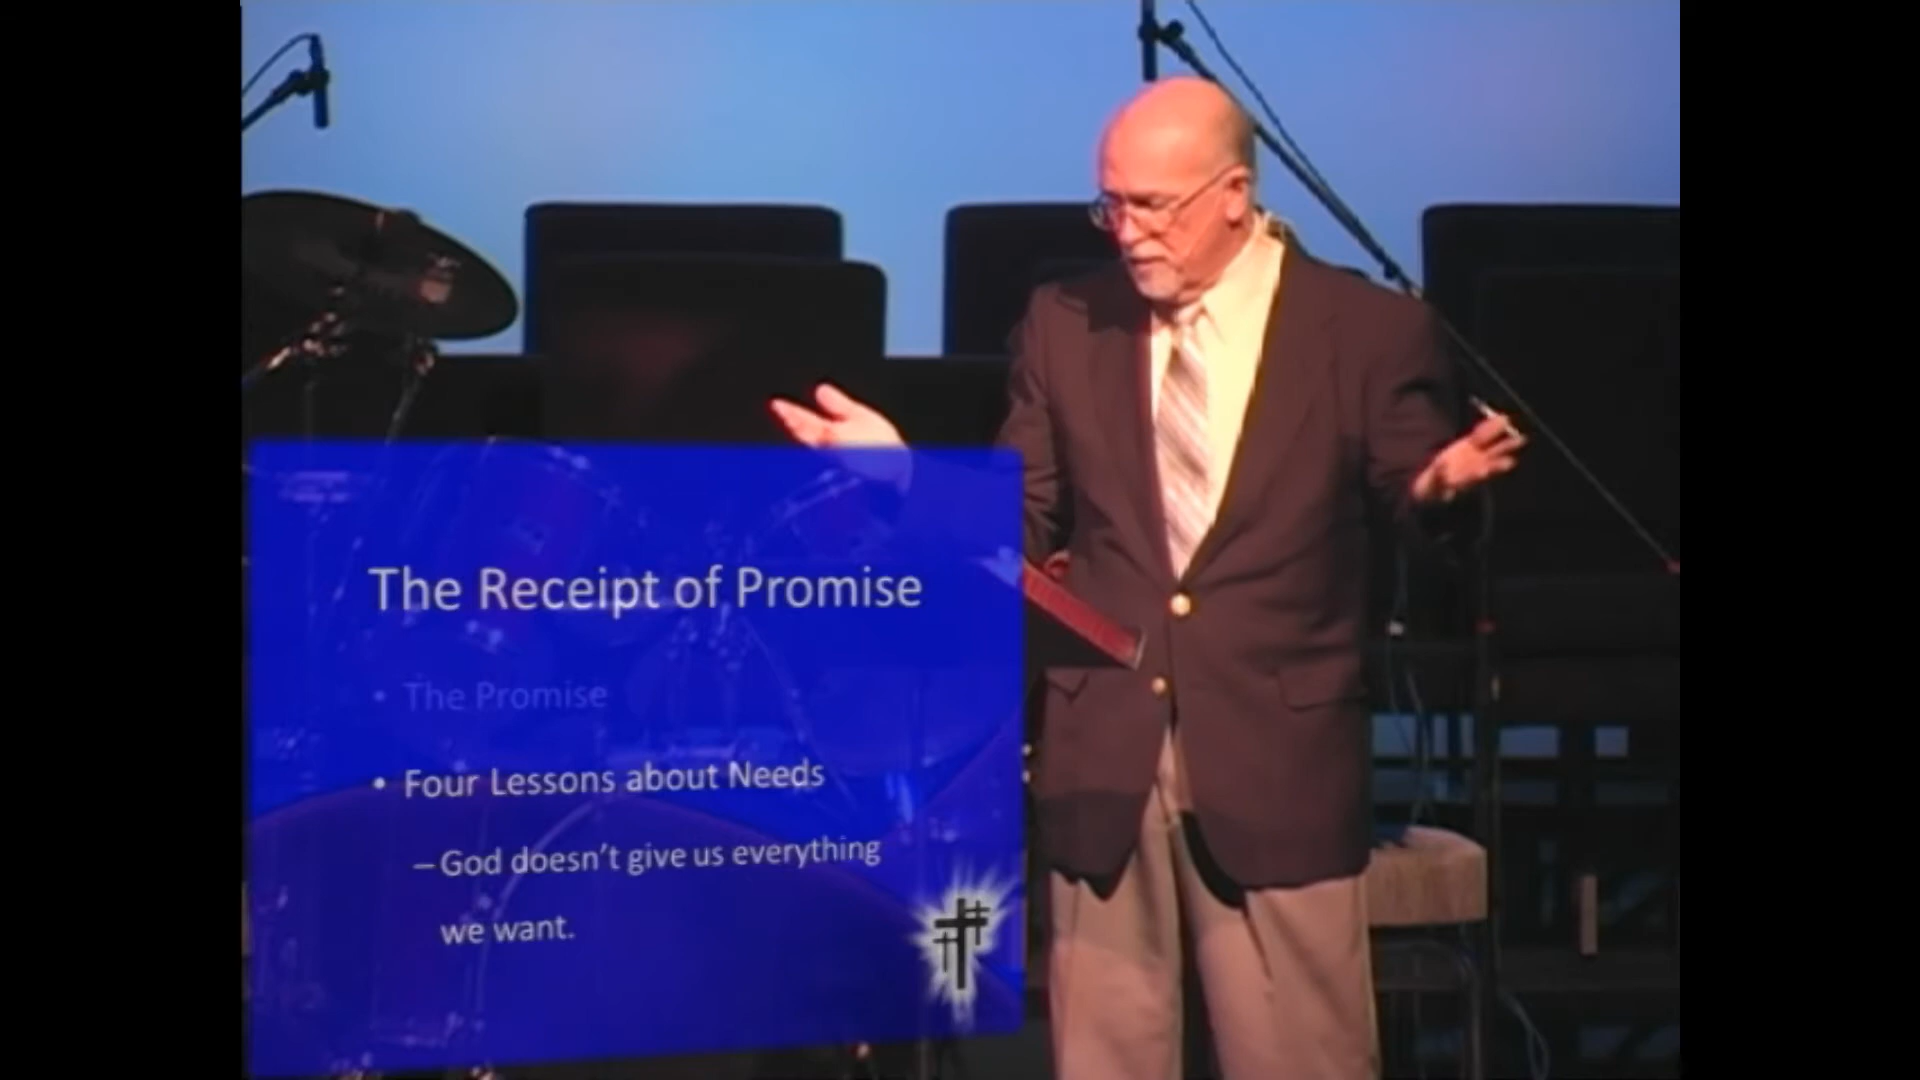 The Receipt of Promise
• The Promise
• Four Lessons about Needs
– God doesn't give us everything
we want.